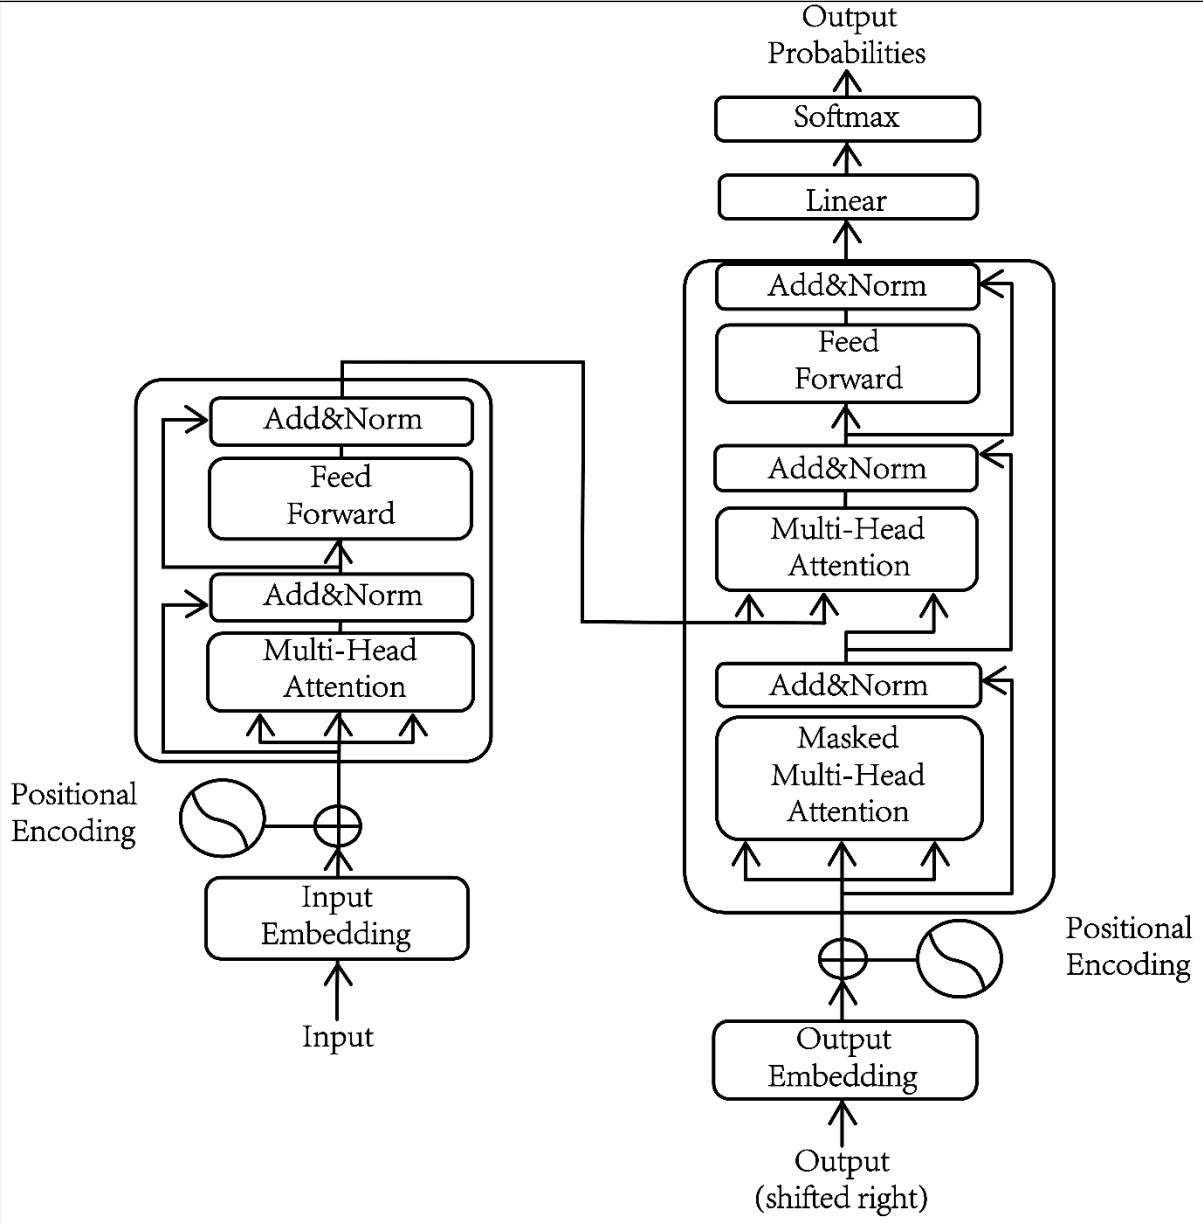 Output
Probabilities
Softmax
Linear
Add&Norm
Feed
Forward
Add&Norm
Multi-Head
Attention
Add&Norm
Masked
Multi-Head
Attention
Positional
Encoding
Output
Embedding
Output
(shifted right)
Add&Norm
Feed
Forward
Add&Norm
Multi-Head
Attention
Positional
Encoding
Input
Embedding
Input